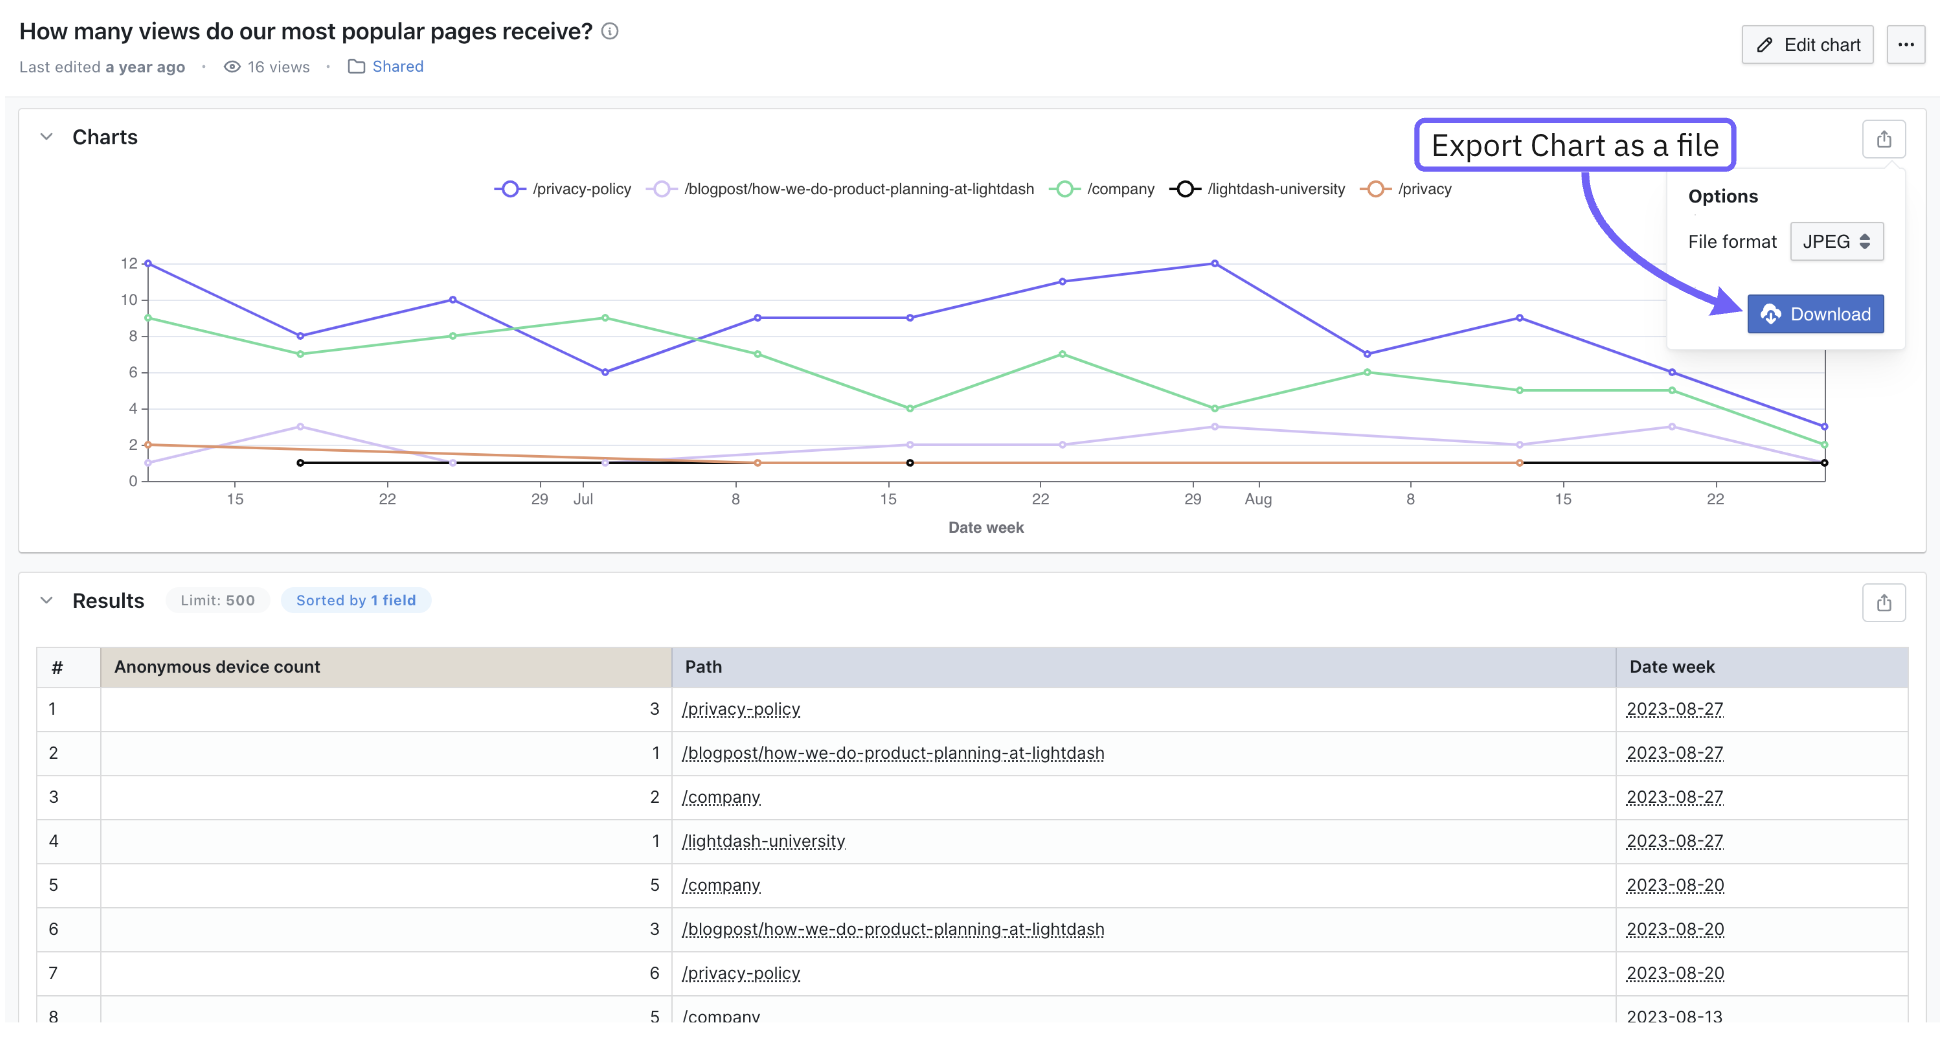 How many views do our most popular pages receive?
Last edited a year ago · 16 views · Shared
Edit chart
Charts
Export Chart as a file
/privacy-policy /blogpost/how-we-do-product-planning-at-lightdash /company /lightdash-university /privacy
Options
File format JPEG
Download
12
10
8
6
4
2
0
15 22 29 Jul 8 15 22 29 Aug 8 15 22
Date week
Results Limit: 500 Sorted by 1 field
# Anonymous device count Path Date week
1 3 /privacy-policy 2023-08-27
2 1 /blogpost/how-we-do-product-planning-at-lightdash 2023-08-27
3 2 /company 2023-08-27
4 1 /lightdash-university 2023-08-27
5 5 /company 2023-08-20
6 3 /blogpost/how-we-do-product-planning-at-lightdash 2023-08-20
7 6 /privacy-policy 2023-08-20
8 5 /company 2023-08-13